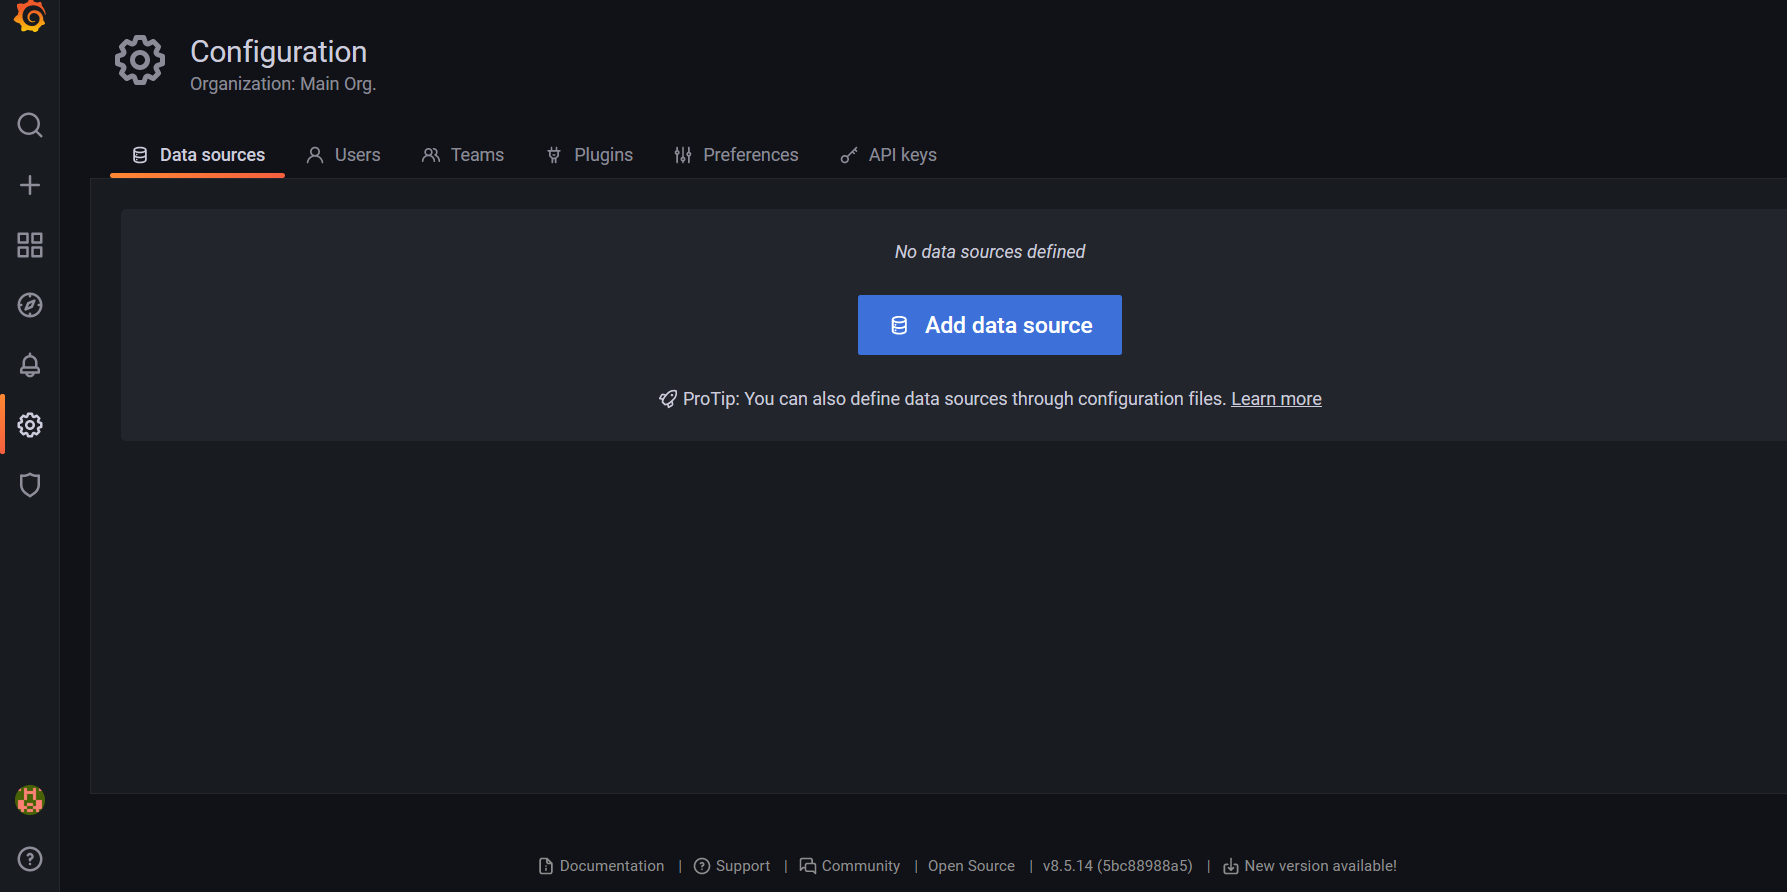 Configuration
Organization: Main Org.
Data sources Users Teams Plugins Preferences API keys
No data sources defined
Add data source
ProTip: You can also define data sources through configuration files. Learn more
Documentation | Support | Community | Open Source | v8.5.14 (5bc88988a5) | New version available!